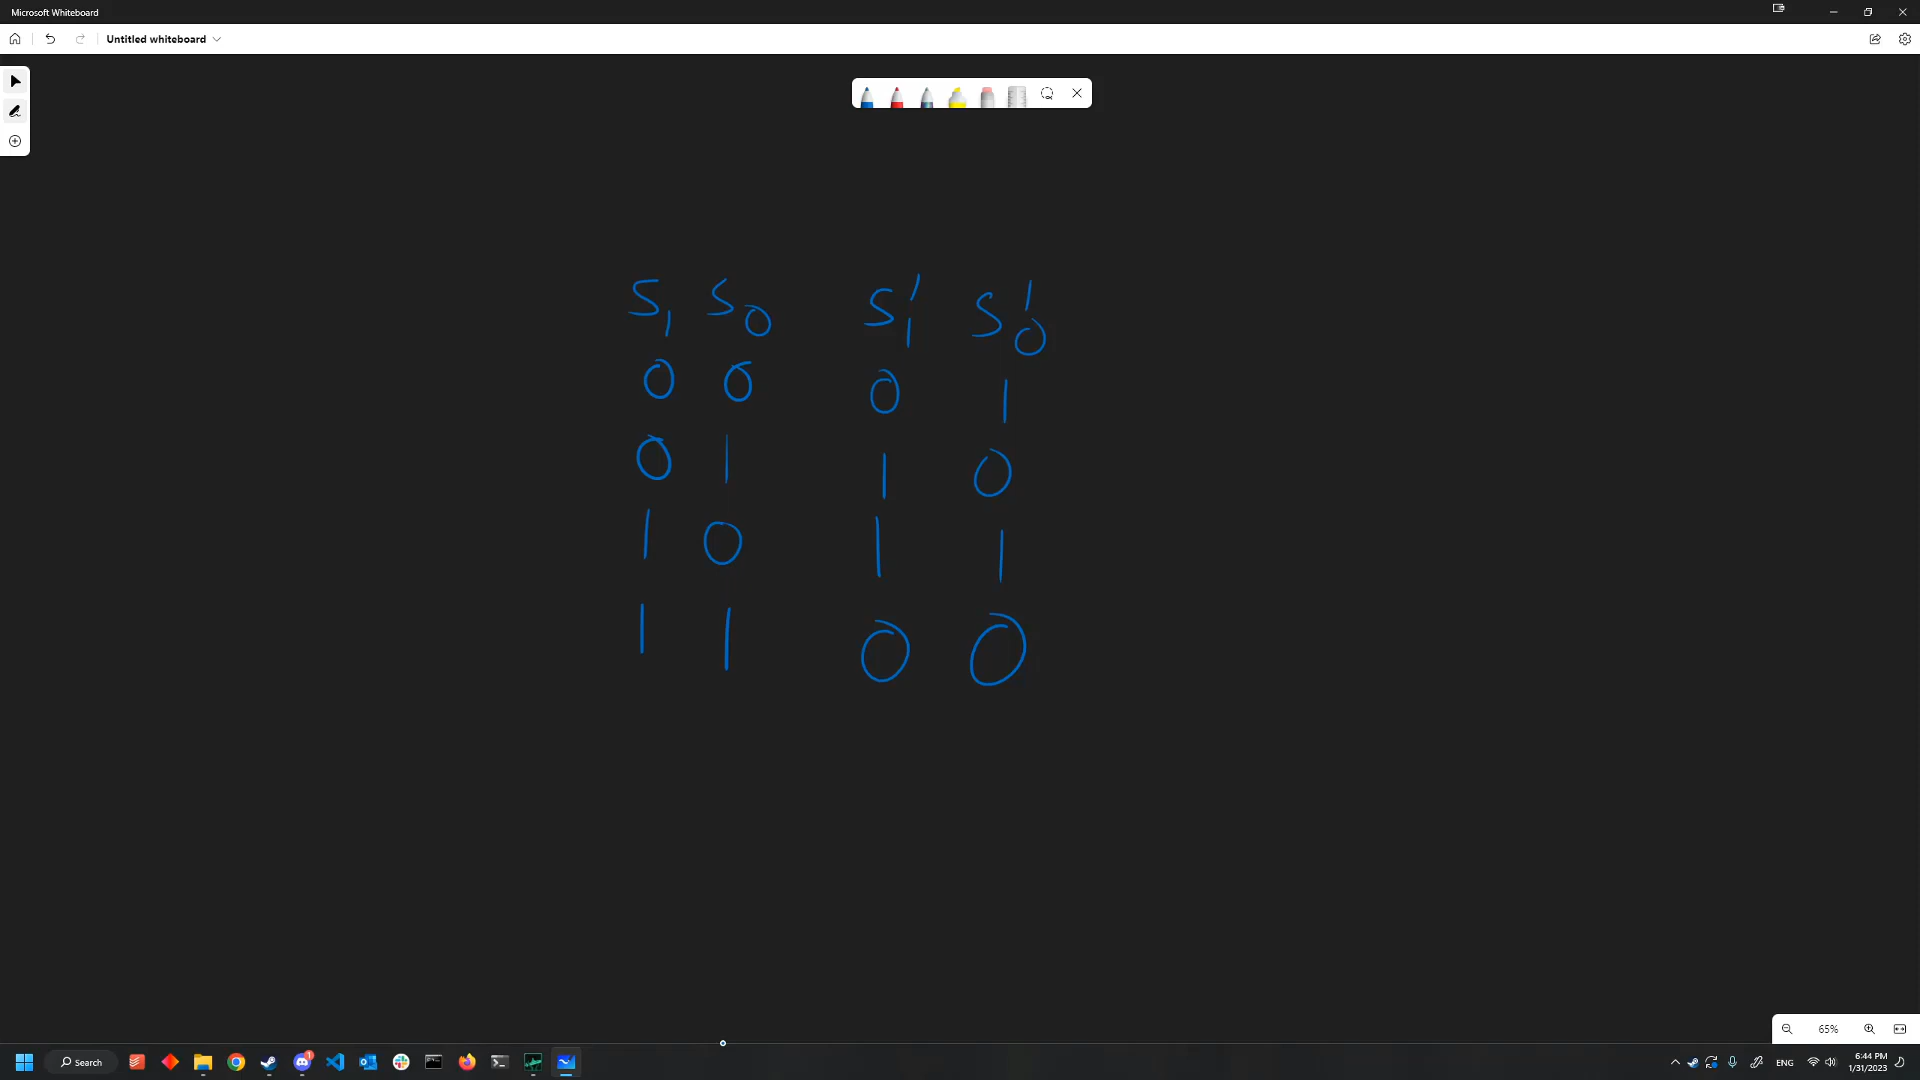 Microsoft Whiteboard
Untitled whiteboard
S₁ S₀ S₁' S₀'
0 0 0 1
0 1 1 0
1 0 1 1
1 1 0 0
65%
Search
1
ENG
6:44 PM
1/31/2023